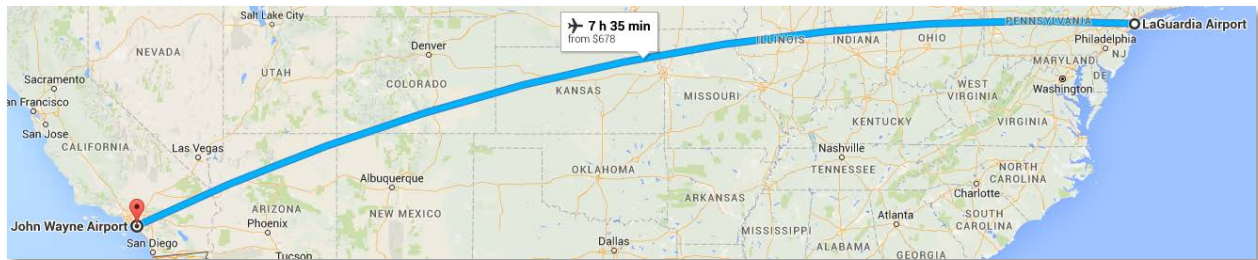 Salt Lake City
7 h 35 min
from $678
PENNSYLVANIA
LaGuardia Airport
NEVADA
Denver
ILLINOIS
INDIANA
OHIO
Philadelphia
NJ
UTAH
MARYLAND
DE
Sacramento
COLORADO
KANSAS
MISSOURI
WEST
VIRGINIA
Washington
an Francisco
San Jose
KENTUCKY
VIRGINIA
CALIFORNIA
Las Vegas
Nashville
TENNESSEE
NORTH
CAROLINA
Albuquerque
OKLAHOMA
ARKANSAS
Charlotte
John Wayne Airport
ARIZONA
Phoenix
NEW MEXICO
Atlanta
SOUTH
CAROLINA
San Diego
Dallas
MISSISSIPPI
ALABAMA
GEORGIA
Tucson